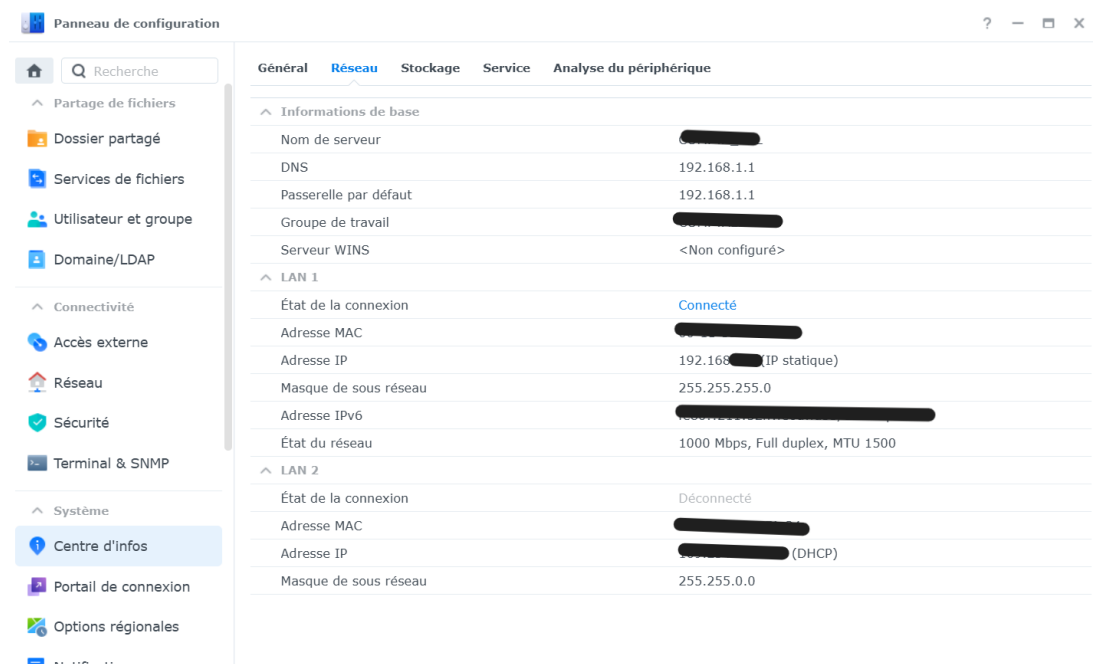 Panneau de configuration
Recherche
Général Réseau Stockage Service Analyse du périphérique
Partage de fichiers
Dossier partagé
Services de fichiers
Utilisateur et groupe
Domaine/LDAP
Connectivité
Accès externe
Réseau
Sécurité
Terminal & SNMP
Système
Centre d'infos
Portail de connexion
Options régionales
Informations de base
Nom de serveur
DNS 192.168.1.1
Passerelle par défaut 192.168.1.1
Groupe de travail
Serveur WINS <Non configuré>
LAN 1
État de la connexion Connecté
Adresse MAC
Adresse IP 192.168 (IP statique)
Masque de sous réseau 255.255.255.0
Adresse IPv6
État du réseau 1000 Mbps, Full duplex, MTU 1500
LAN 2
État de la connexion Déconnecté
Adresse MAC
Adresse IP (DHCP)
Masque de sous réseau 255.255.0.0